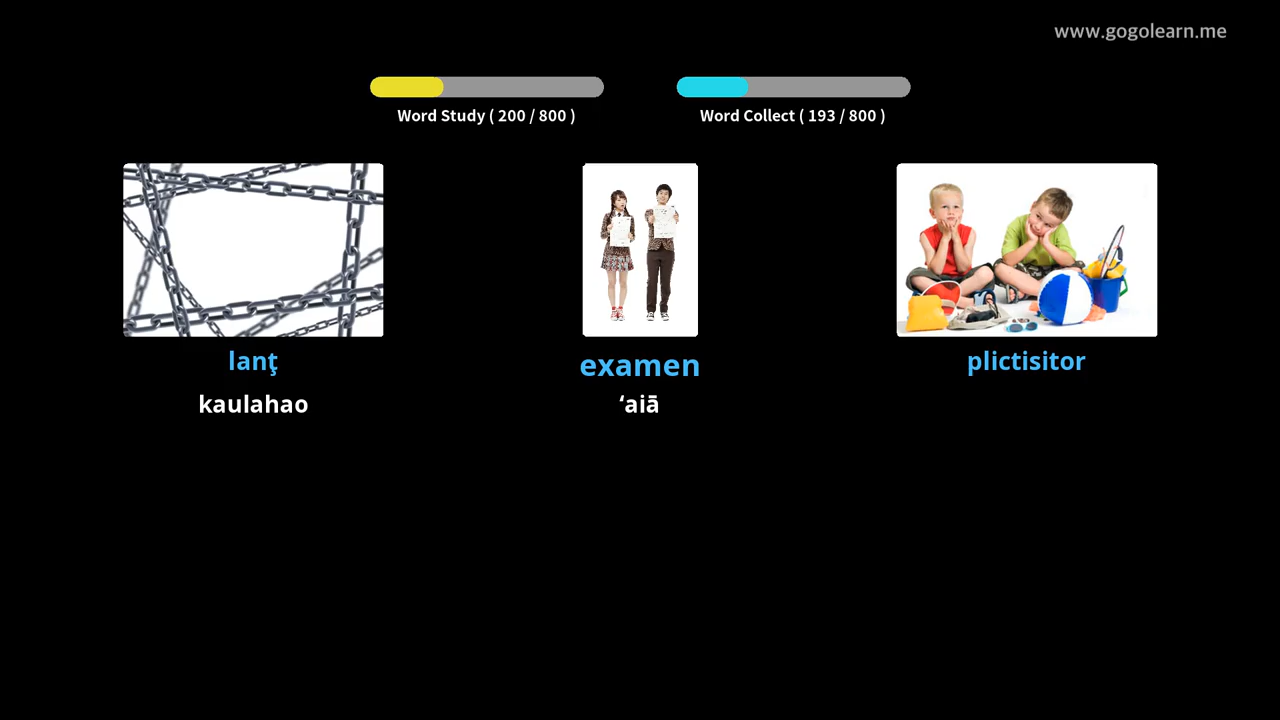 www.gogolearn.me
Word Study ( 200 / 800 )
Word Collect ( 193 / 800 )
lanţ
examen
plictisitor
kaulahao
ʻaiā